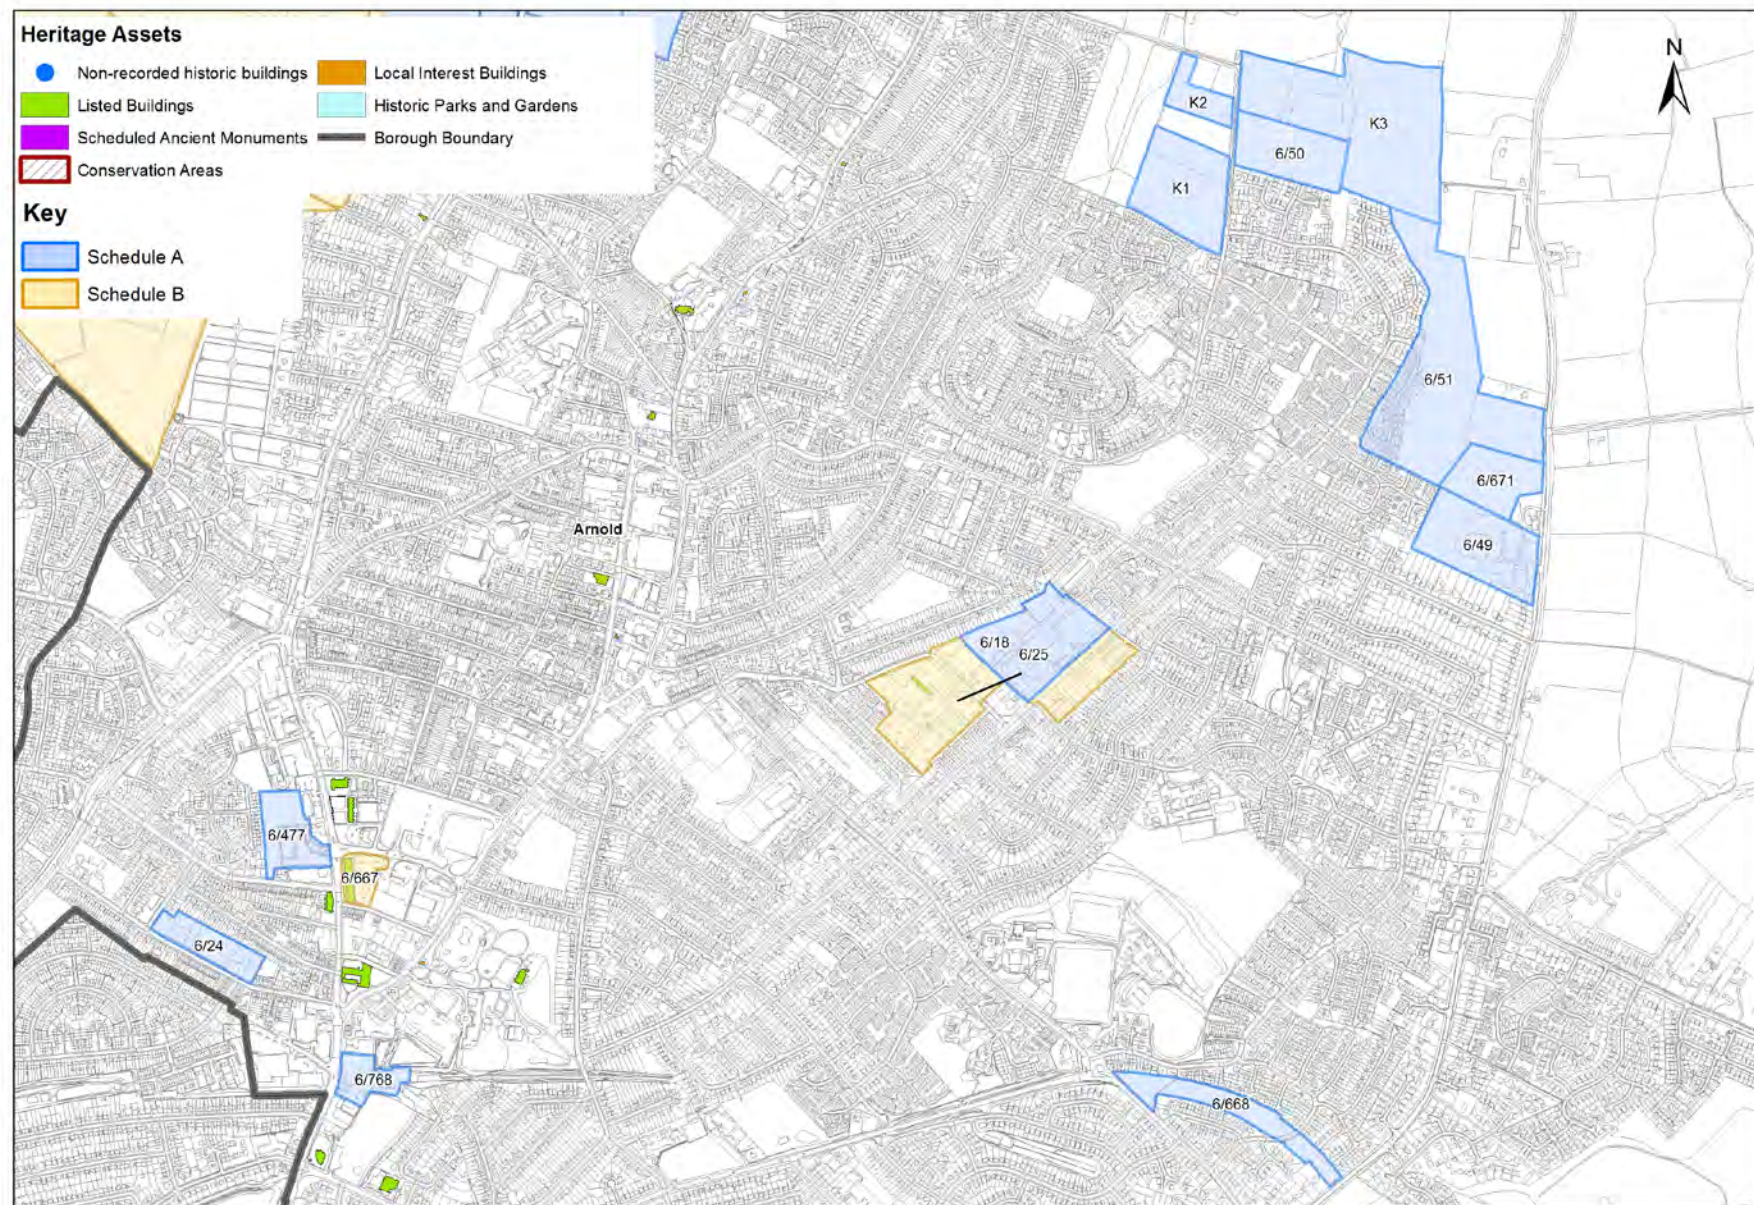 Heritage Assets
Non-recorded historic buildings
Local Interest Buildings
Listed Buildings
Historic Parks and Gardens
Scheduled Ancient Monuments
Borough Boundary
Conservation Areas
Key
Schedule A
Schedule B
N
K2
K3
6/50
K1
6/51
6/671
6/49
Arnold
6/18
6/25
6/477
6/667
6/24
6/768
6/668